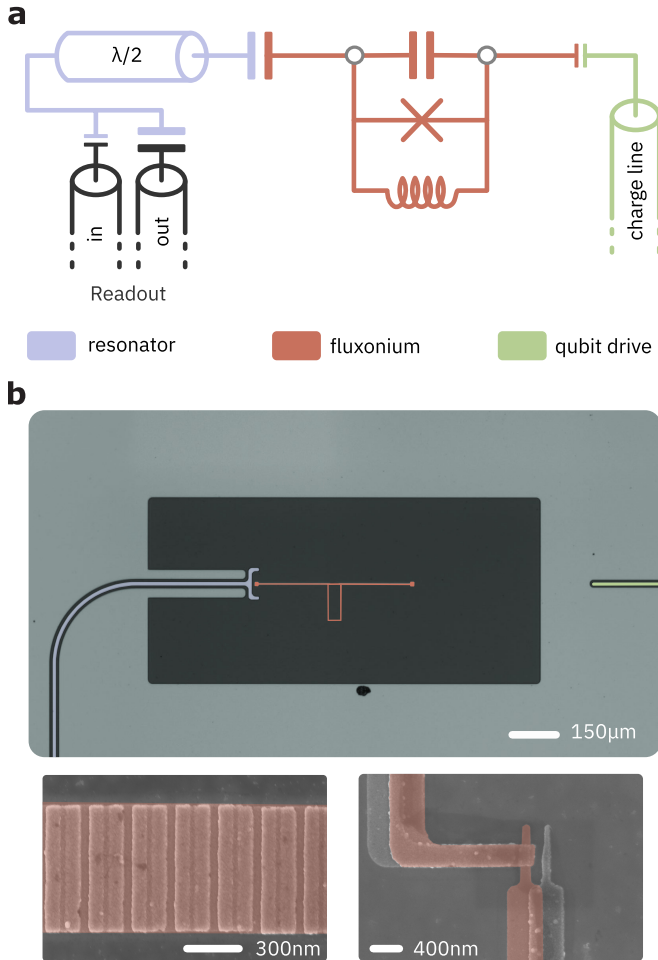 a
λ/2
in
out
charge line
Readout
resonator
fluxonium
qubit drive
b
150μm
300nm
400nm